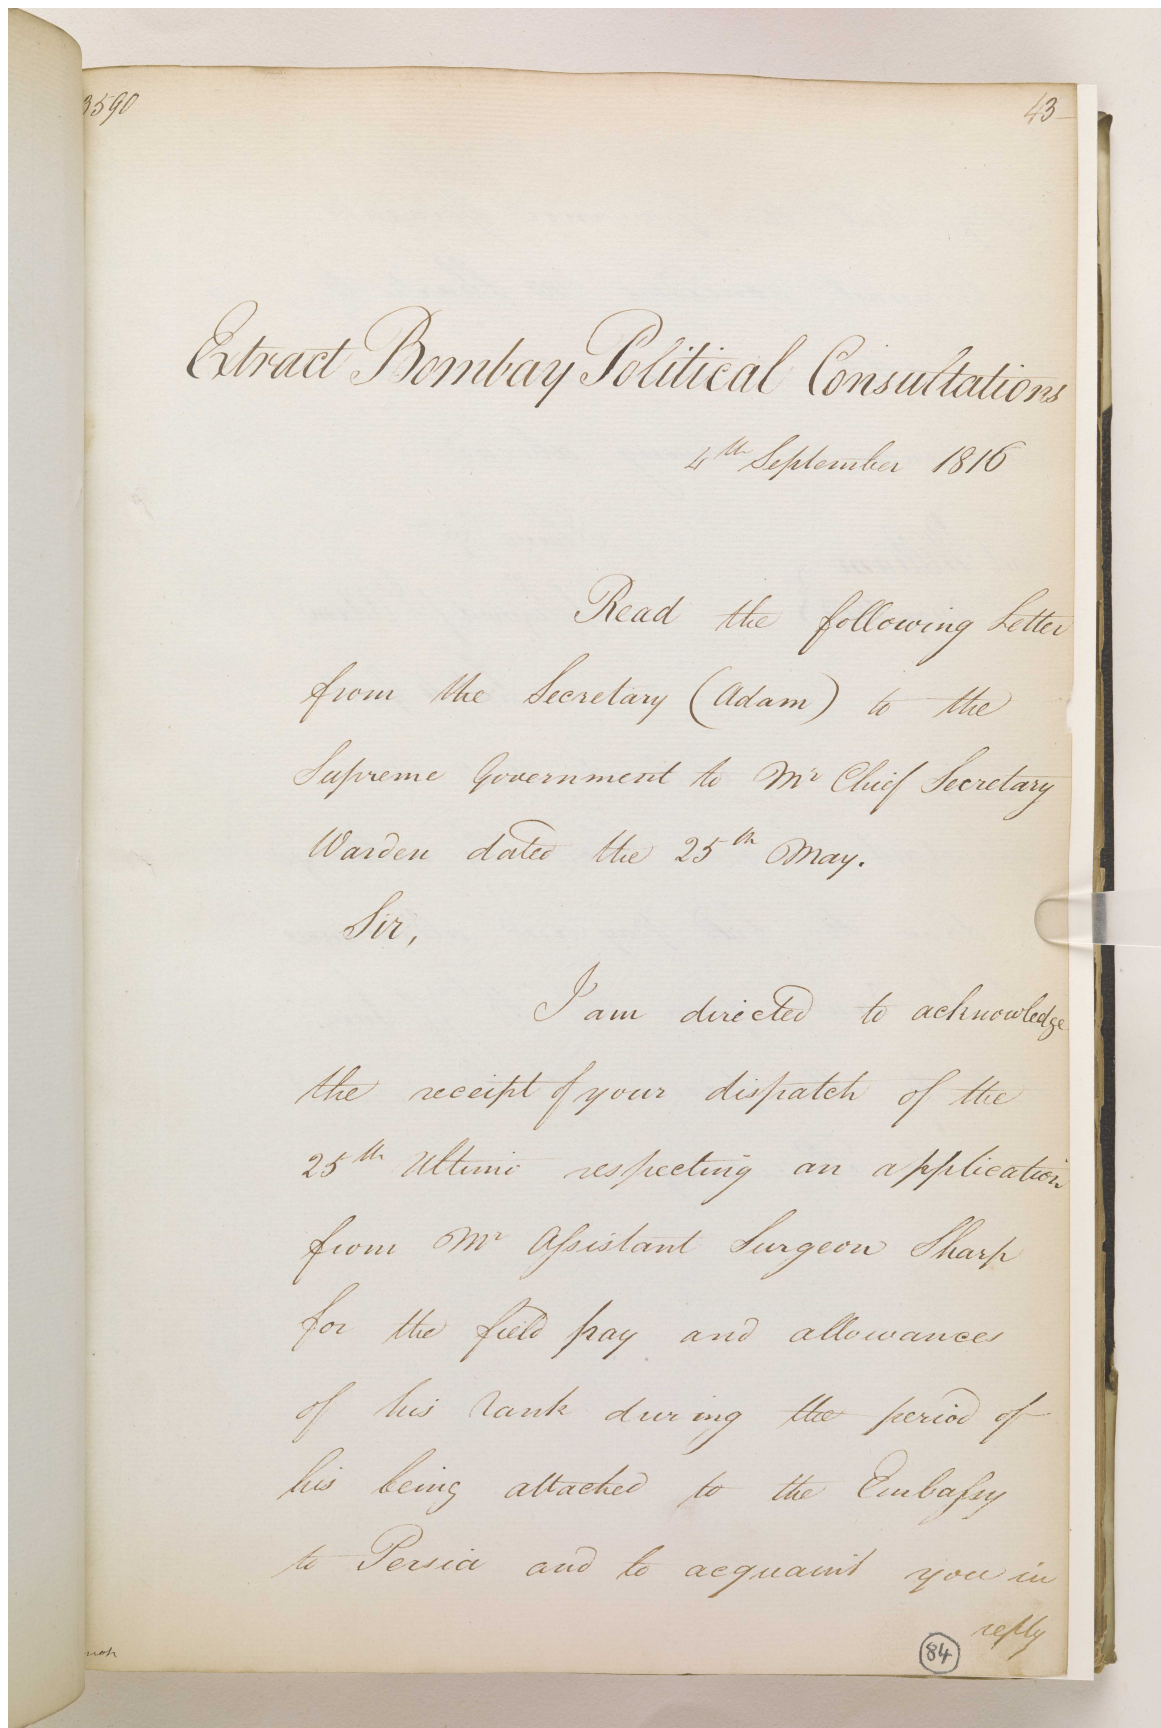 3590
43
Extract Bombay Political Consultations
4th September 1816
Read the following Letter
from the Secretary (Adam) to the
Supreme Government to Mr Chief Secretary
Warden dated the 25th May.
Sir,
I am directed to acknowledge
the receipt of your dispatch of the
25th Ultimo respecting an application
from Mr Assistant Surgeon Sharp
for the field pay and allowances
of his rank during the period of
his being attached to the Embassy
to Persia and to acquaint you in
reply
84